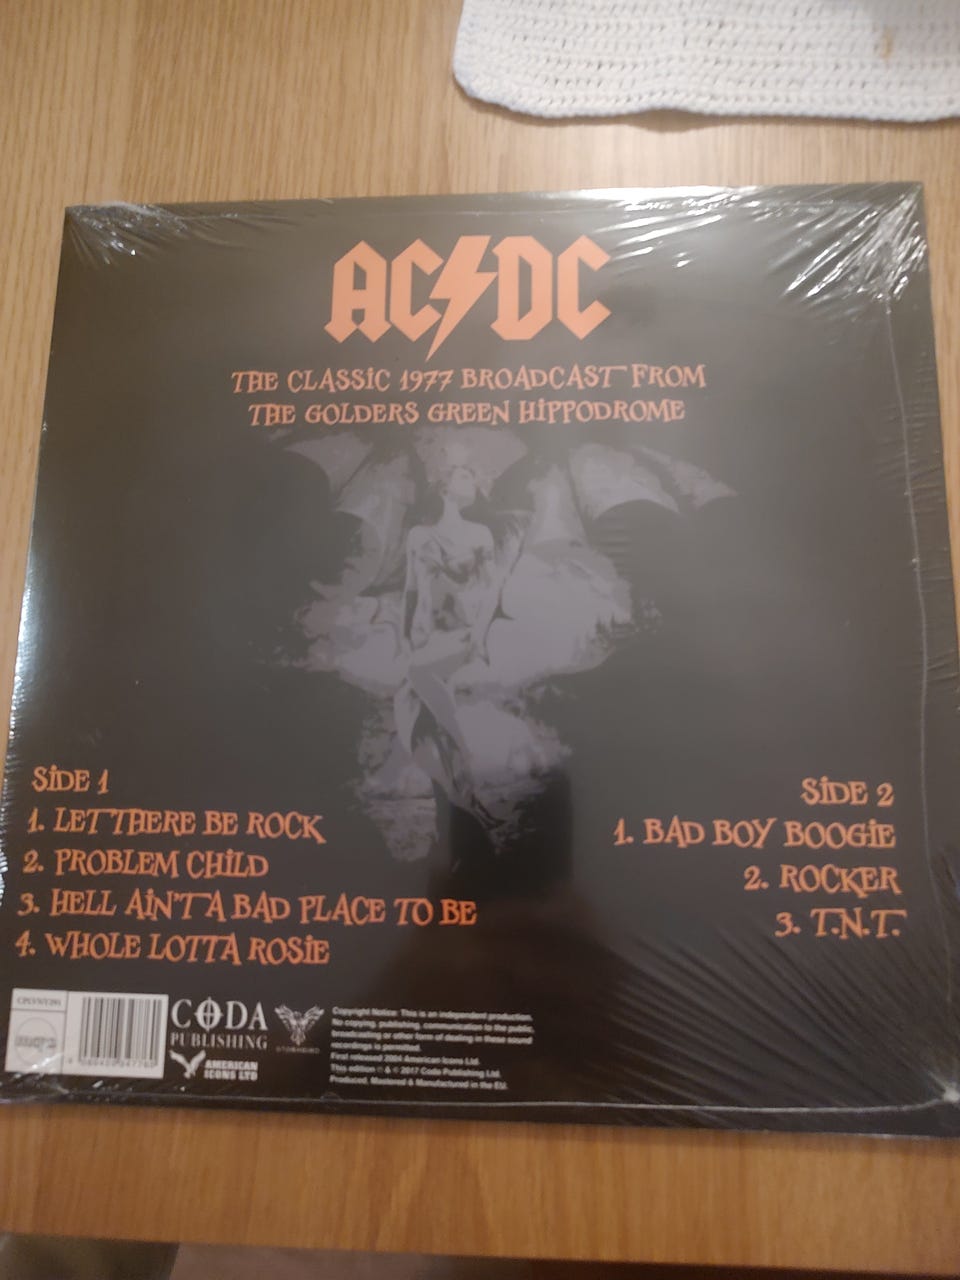 AC⚡DC
THE CLASSIC 1977 BROADCAST FROM
THE GOLDERS GREEN HIPPODROME
SIDE 1
1. LET THERE BE ROCK
2. PROBLEM CHILD
3. HELL AIN'T A BAD PLACE TO BE
4. WHOLE LOTTA ROSIE
SIDE 2
1. BAD BOY BOOGIE
2. ROCKER
3. T.N.T.
CODA
PUBLISHING
AMERICAN
ICONS LTD
Copyright Notice: This is an independent production.
No copying, publishing, communication to the public,
broadcasting or other form of dealing in these sound
recordings is permitted.
First released 2004 American Icons Ltd.
This edition ℗ & © 2017 Coda Publishing Ltd.
Produced, Mastered & Manufactured in the EU.